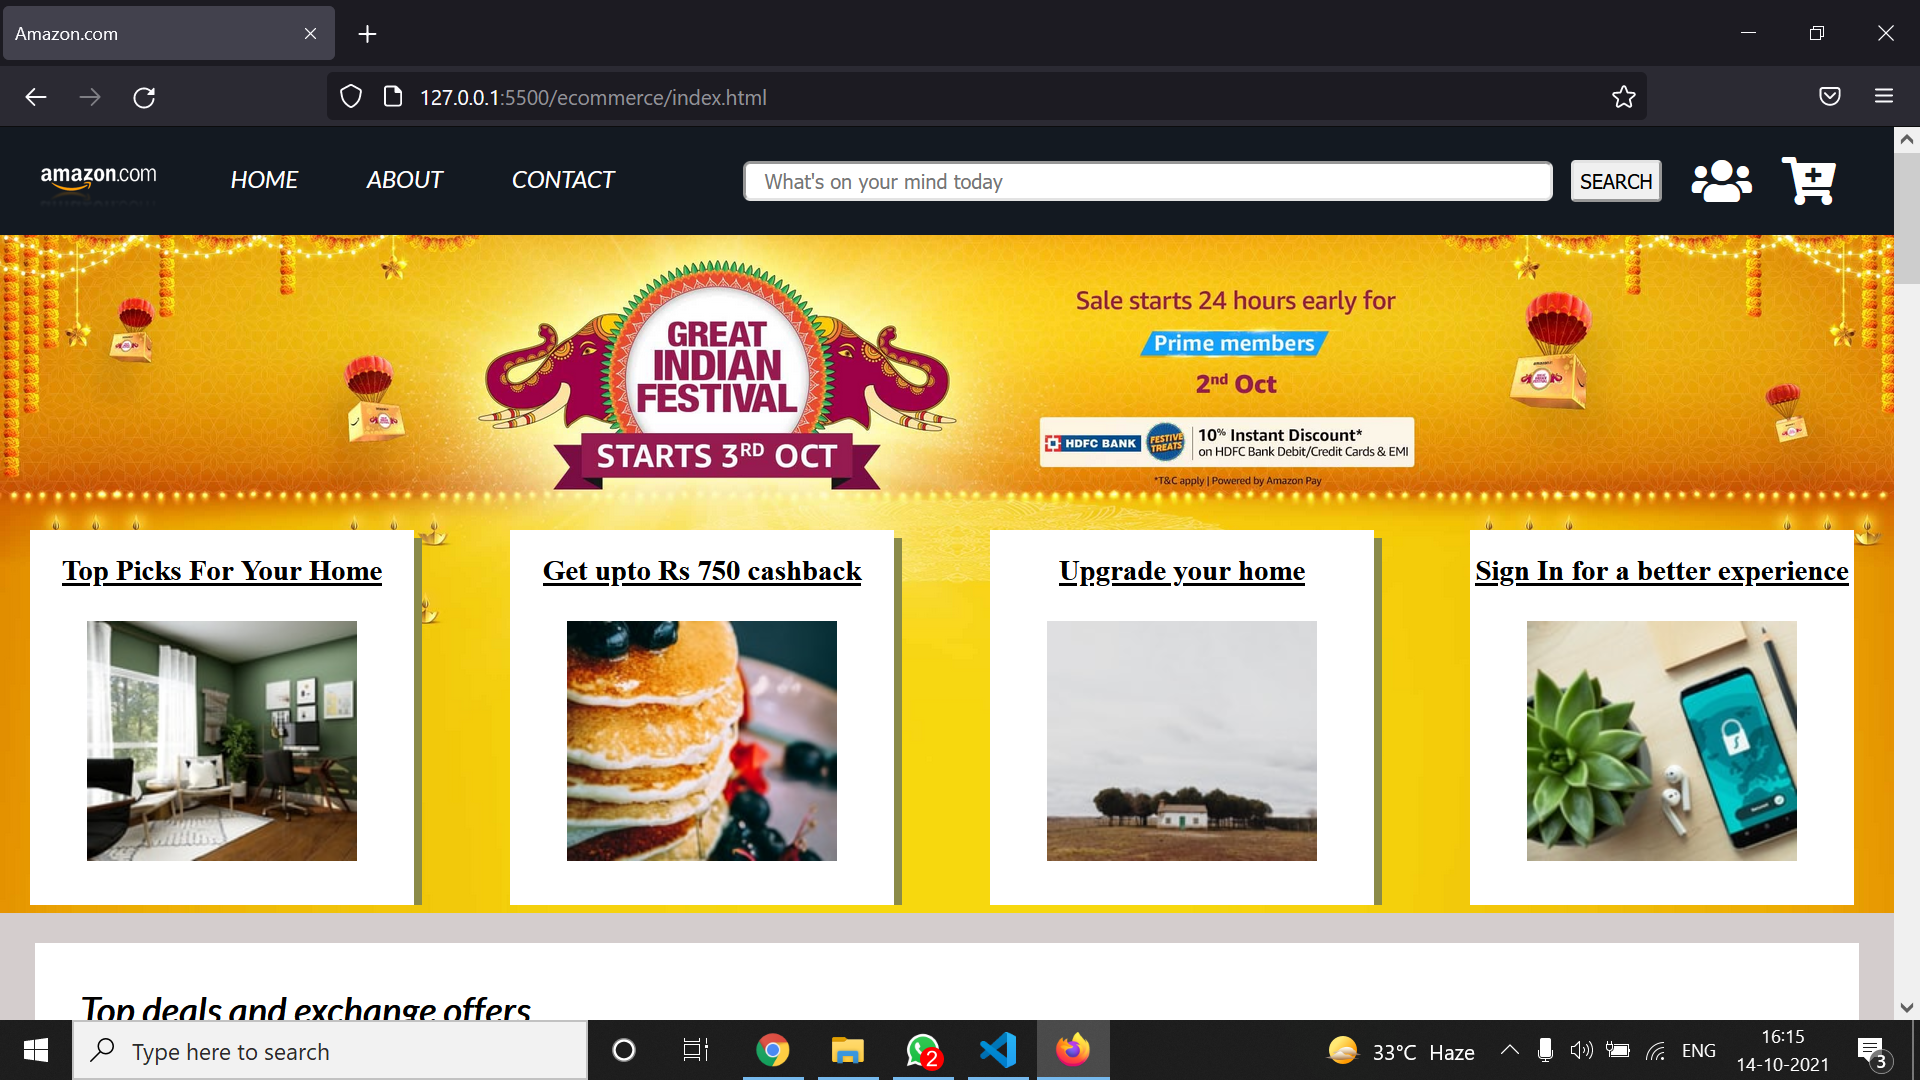 Amazon.com
127.0.0.1:5500/ecommerce/index.html
amazon.com
HOME
ABOUT
CONTACT
What's on your mind today
SEARCH
GREAT
INDIAN
FESTIVAL
STARTS 3RD OCT
Sale starts 24 hours early for
Prime members
2nd Oct
HDFC BANK
FESTIVE
TREATS
10% Instant Discount*
on HDFC Bank Debit/Credit Cards & EMI
*T&C apply | Powered by Amazon Pay
Top Picks For Your Home
Get upto Rs 750 cashback
Upgrade your home
Sign In for a better experience
Top deals and exchange offers
Type here to search
2
33°C Haze
ENG
16:15
14-10-2021
3